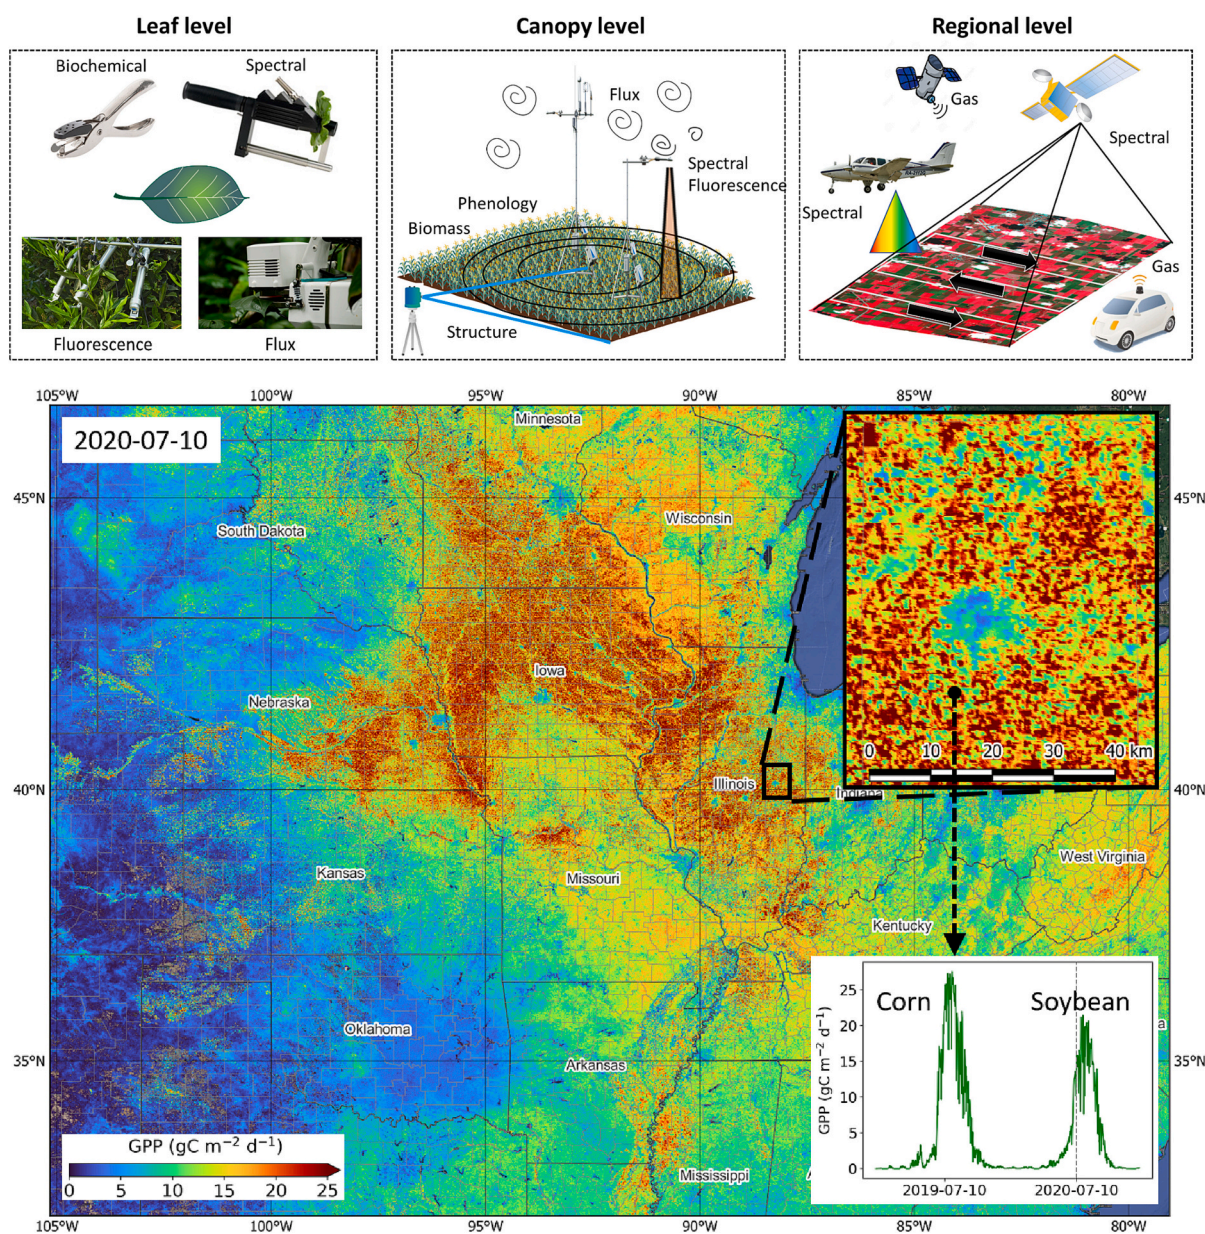 Leaf level
Canopy level
Regional level
Biochemical
Spectral
Fluorescence
Flux
Flux
Spectral
Fluorescence
Phenology
Biomass
Structure
Gas
Spectral
Spectral
Gas
105°W
100°W
95°W
90°W
85°W
80°W
2020-07-10
Minnesota
45°N
45°N
South Dakota
Wisconsin
Iowa
Nebraska
0 10 20 30 40 km
Illinois
Indiana
40°N
40°N
Kansas
Missouri
West Virginia
Kentucky
Oklahoma
Arkansas
35°N
35°N
Mississippi
GPP (gC m⁻² d⁻¹)
0 5 10 15 20 25
Corn
Soybean
GPP (gC m⁻² d⁻¹)
25
20
15
10
5
0
2019-07-10
2020-07-10
105°W
100°W
95°W
90°W
85°W
80°W